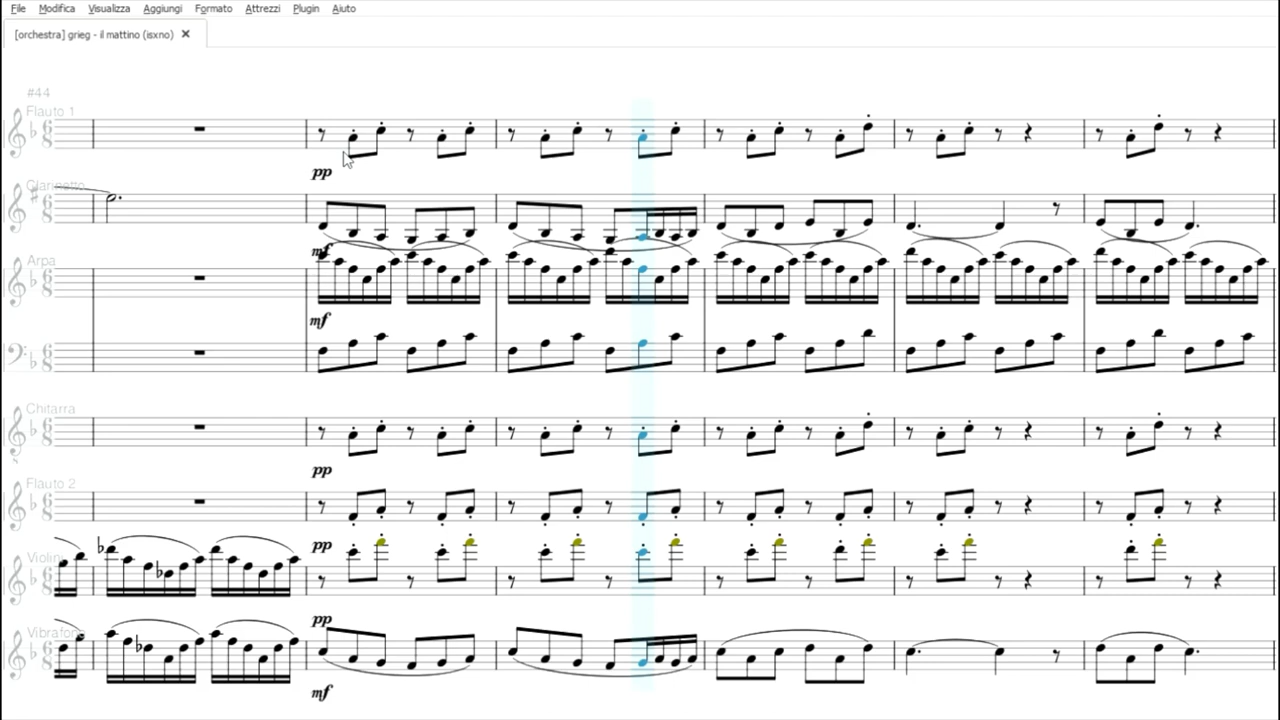 File Modifica Visualizza Aggiungi Formato Attrezzi Plugin Aiuto
[orchestra] grieg - il mattino (isxno)
#44
Flauto 1
pp
Clarinetto
mf
Arpa
mf
Chitarra
pp
Flauto 2
pp
Violini
pp
Vibrafono
mf